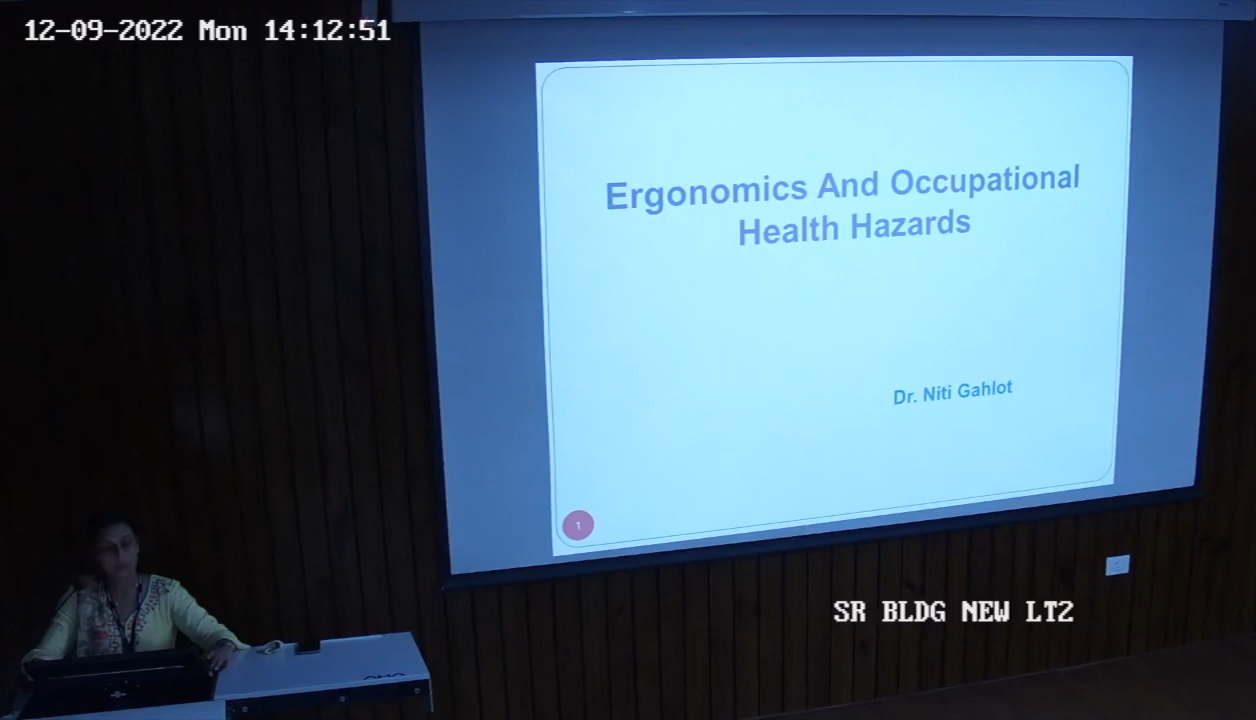 12-09-2022 Mon 14:12:51
Ergonomics And Occupational
Health Hazards
Dr. Niti Gahlot
1
SR BLDG NEW LT2